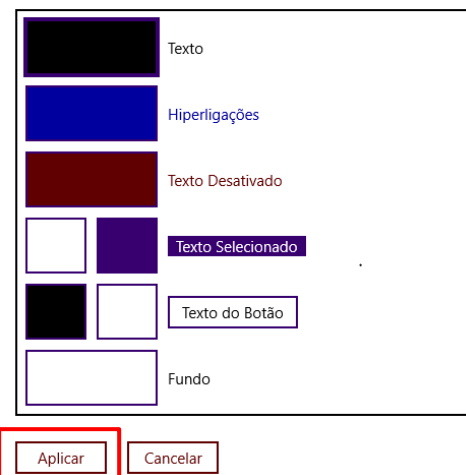 Texto
Hiperligações
Texto Desativado
Texto Selecionado
Texto do Botão
Fundo
Aplicar Cancelar